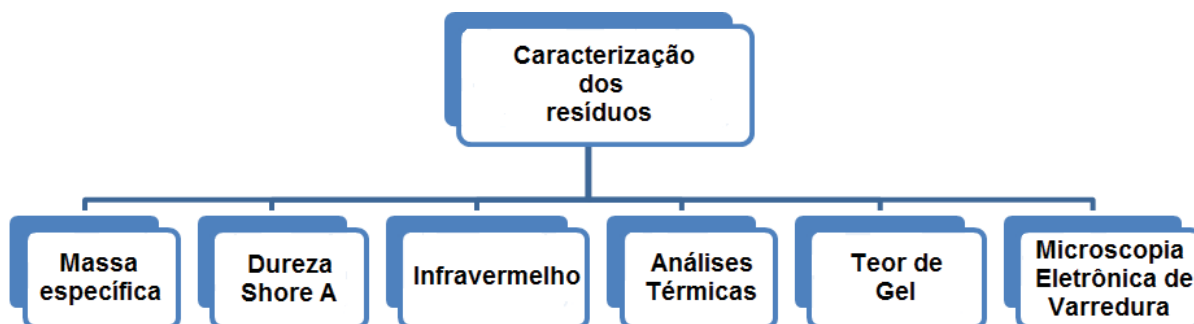 Caracterização
dos
resíduos
Massa
específica
Dureza
Shore A
Infravermelho
Análises
Térmicas
Teor de
Gel
Microscopia
Eletrônica de
Varredura